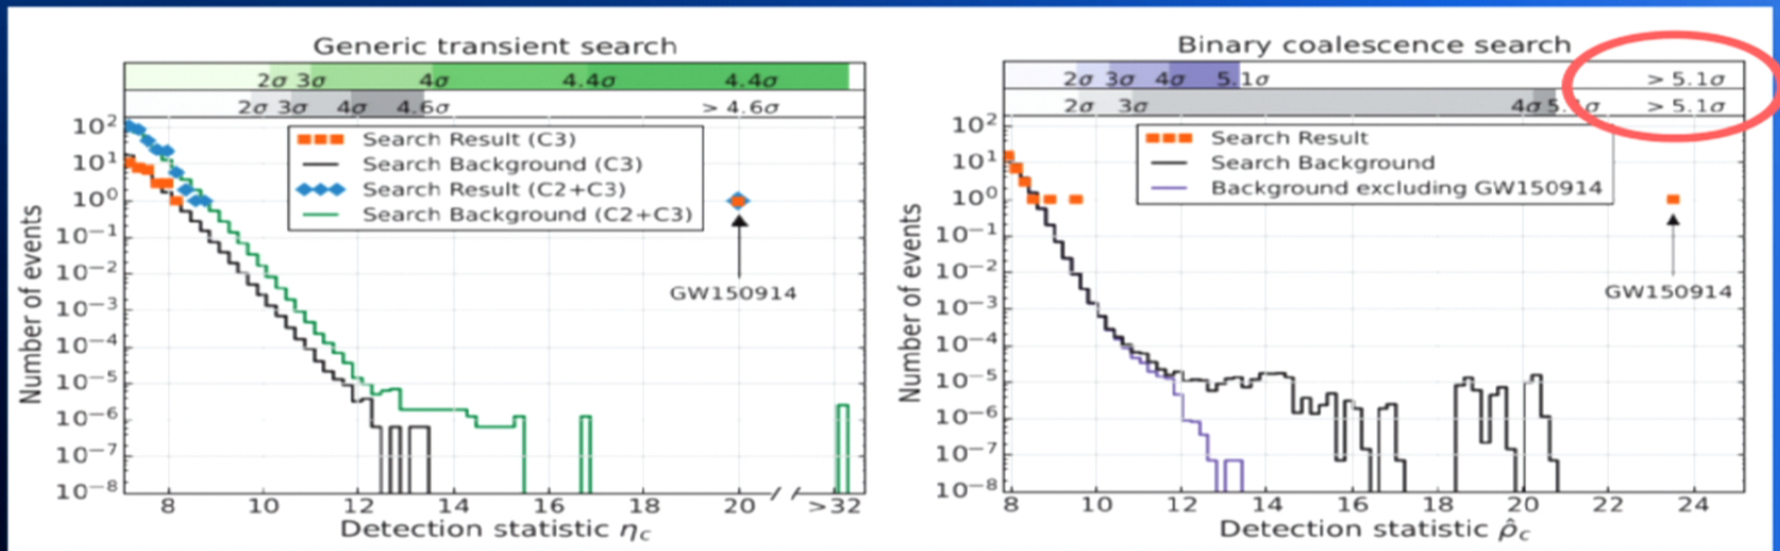 Generic transient search
2σ 3σ 4σ 4.4σ 4.4σ
2σ 3σ 4σ 4.6σ > 4.6σ
Search Result (C3)
Search Background (C3)
Search Result (C2+C3)
Search Background (C2+C3)
GW150914
Number of events
10² 10¹ 10⁰ 10⁻¹ 10⁻² 10⁻³ 10⁻⁴ 10⁻⁵ 10⁻⁶ 10⁻⁷ 10⁻⁸
8 10 12 14 16 18 20 >32
Detection statistic ηc
Binary coalescence search
2σ 3σ 4σ 5.1σ > 5.1σ
2σ 3σ 4σ > 5.1σ
Search Result
Search Background
Background excluding GW150914
GW150914
Number of events
10² 10¹ 10⁰ 10⁻¹ 10⁻² 10⁻³ 10⁻⁴ 10⁻⁵ 10⁻⁶ 10⁻⁷ 10⁻⁸
8 10 12 14 16 18 20 22 24
Detection statistic ρ̂c